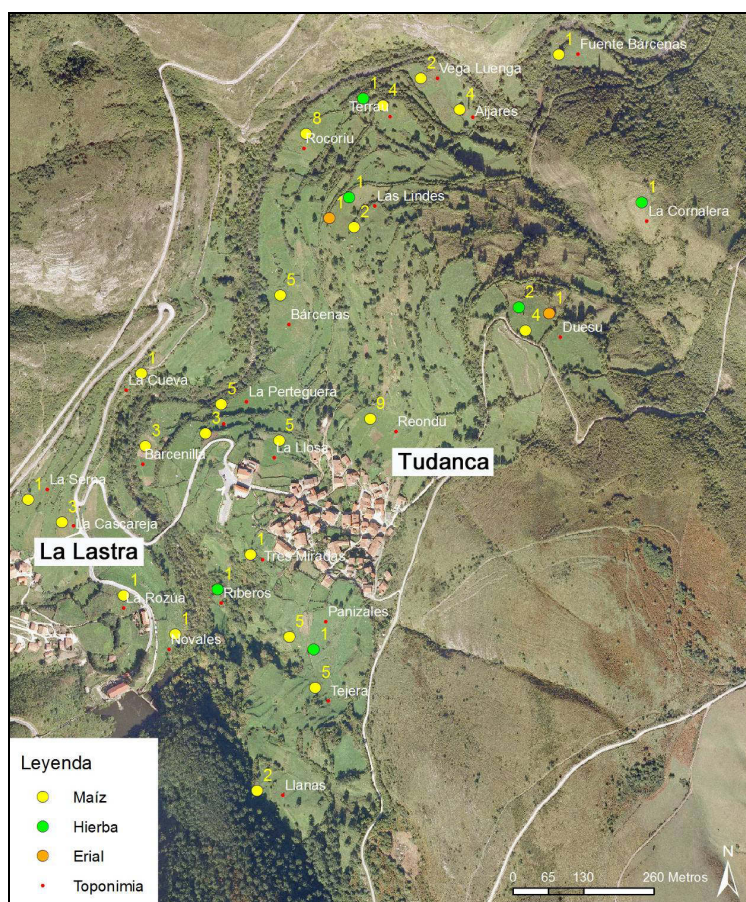 1
Fuente Bárcenas
2
Vega Luenga
1
4
Terrau
4
Aijares
8
Rocoriu
1
Las Lindes
1
2
1
La Cornalera
5
Bárcenas
2
1
4
Duesu
1
La Cueva
5
La Perteguera
3
9
Reondu
3
Barcenilla
5
La Llosa
Tudanca
La Serna
1
3
La Cascareja
La Lastra
1
Tres Miradas
1
La Rozúa
1
Riberos
1
Novales
Panizales
5
1
5
Tejera
2
Llanas
Leyenda
Maíz
Hierba
Erial
Toponimia
0 65 130 260 Metros
N